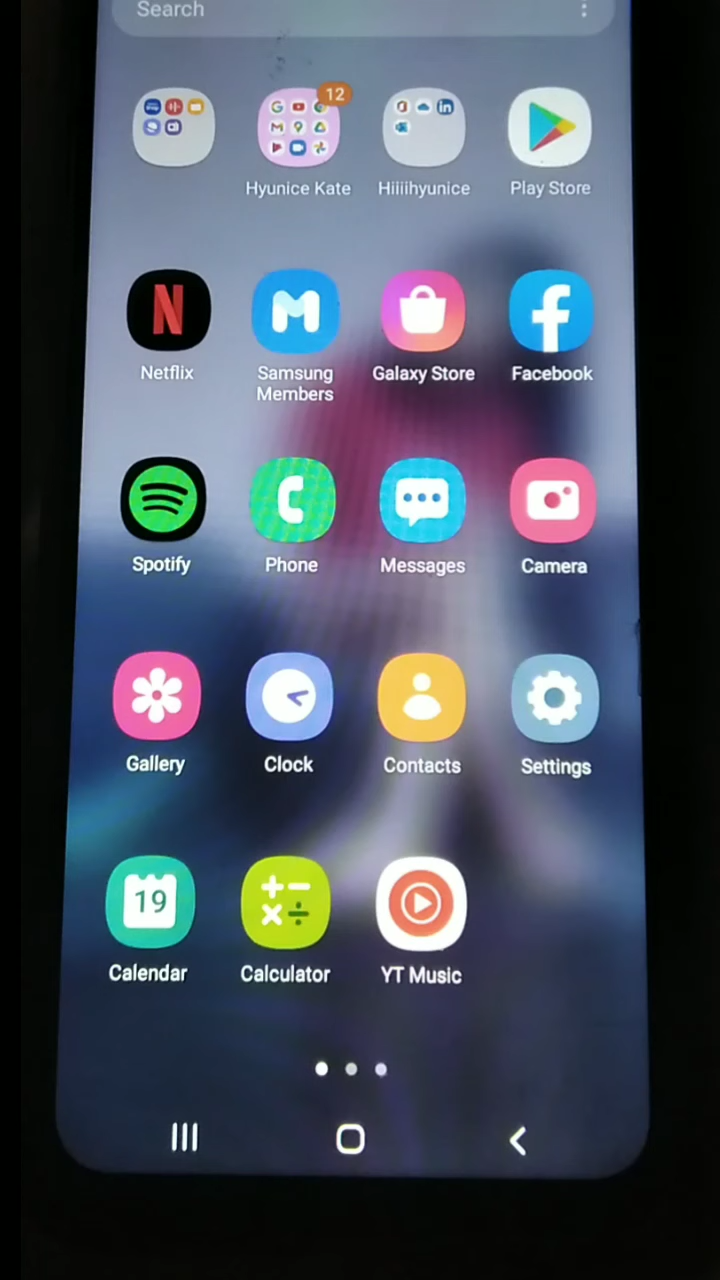 Search
12
Hyunice Kate
Hiiiihyunice
Play Store
N
Netflix
Samsung
Members
Galaxy Store
Facebook
Spotify
Phone
Messages
Camera
Gallery
Clock
Contacts
Settings
19
Calendar
Calculator
YT Music